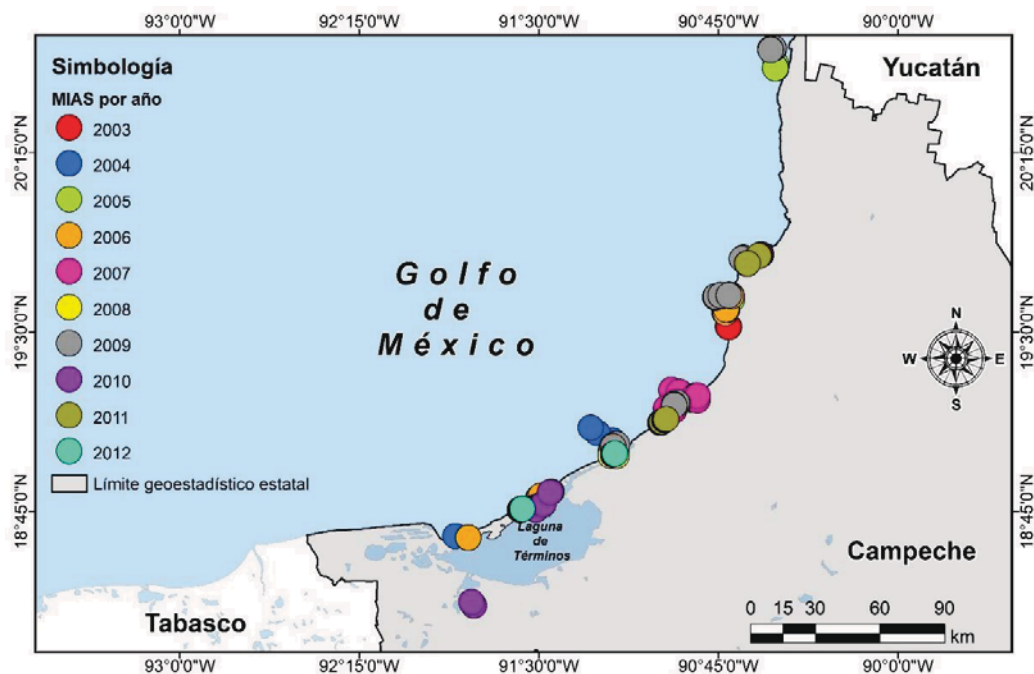 93°0'0"W 92°15'0"W 91°30'0"W 90°45'0"W 90°0'0"W
Simbología
MIAS por año
2003
2004
2005
2006
2007
2008
2009
2010
2011
2012
Límite geoestadístico estatal
Yucatán
20°15'0"N
20°15'0"N
Golfo
de
México
19°30'0"N
19°30'0"N
N
W E
S
18°45'0"N
18°45'0"N
Laguna
de
Términos
Campeche
Tabasco
0 15 30 60 90
km
93°0'0"W 92°15'0"W 91°30'0"W 90°45'0"W 90°0'0"W